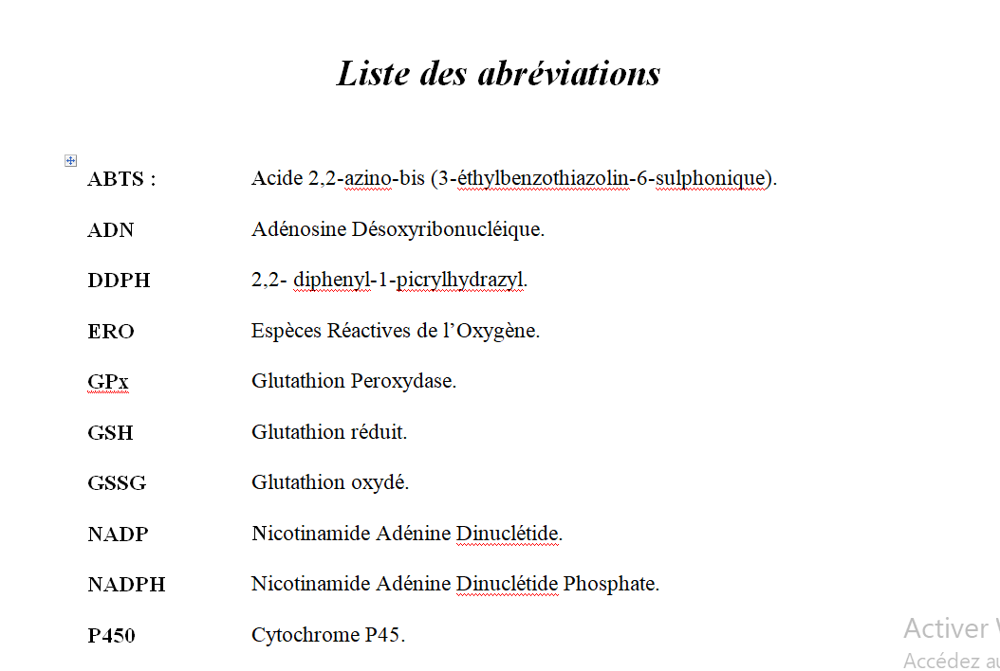 Liste des abréviations
ABTS : Acide 2,2-azino-bis (3-éthylbenzothiazolin-6-sulphonique).
ADN Adénosine Désoxyribonucléique.
DDPH 2,2- diphenyl-1-picrylhydrazyl.
ERO Espèces Réactives de l’Oxygène.
GPx Glutathion Peroxydase.
GSH Glutathion réduit.
GSSG Glutathion oxydé.
NADP Nicotinamide Adénine Dinuclétide.
NADPH Nicotinamide Adénine Dinuclétide Phosphate.
P450 Cytochrome P45.
Activer
Accédez au